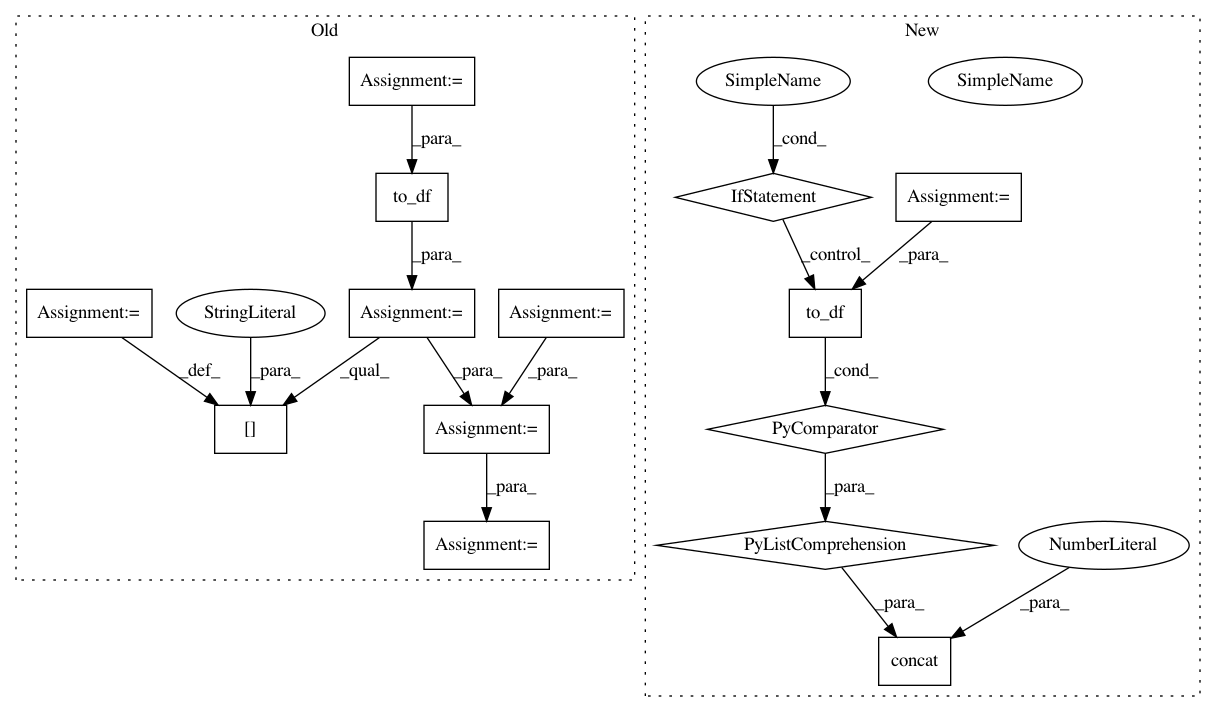 Old
New
Assignment:=
SimpleName
SimpleName
_para_
_cond_
to_df
IfStatement
Assignment:=
_para_
_control_
_para_
Assignment:=
StringLiteral
Assignment:=
Assignment:=
to_df
_def_
_para_
_qual_
_para_
_para_
_cond_
[]
Assignment:=
PyComparator
_para_
_para_
Assignment:=
PyListComprehension
NumberLiteral
_para_
_para_
concat